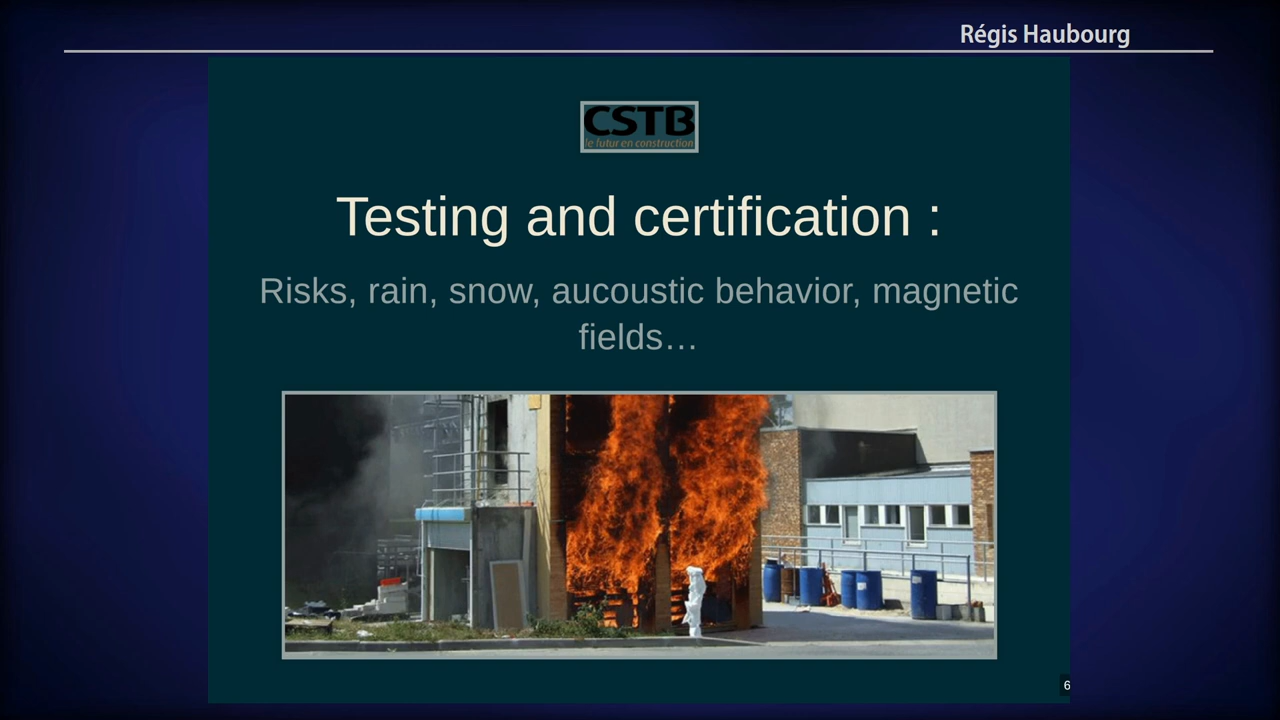 Régis Haubourg
CSTB
le futur en construction
Testing and certification :
Risks, rain, snow, aucoustic behavior, magnetic
fields…
6